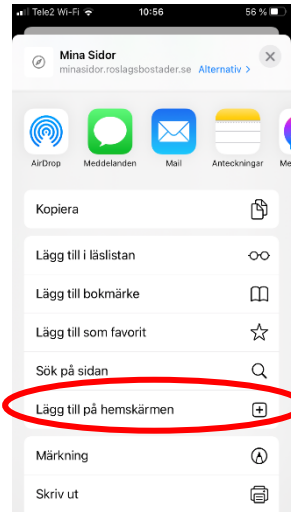 Tele2 Wi-Fi 10:56 56 %
Mina Sidor
minasidor.roslagsbostader.se Alternativ >
AirDrop Meddelanden Mail Anteckningar Me
Kopiera
Lägg till i läslistan
Lägg till bokmärke
Lägg till som favorit
Sök på sidan
Lägg till på hemskärmen
Märkning
Skriv ut